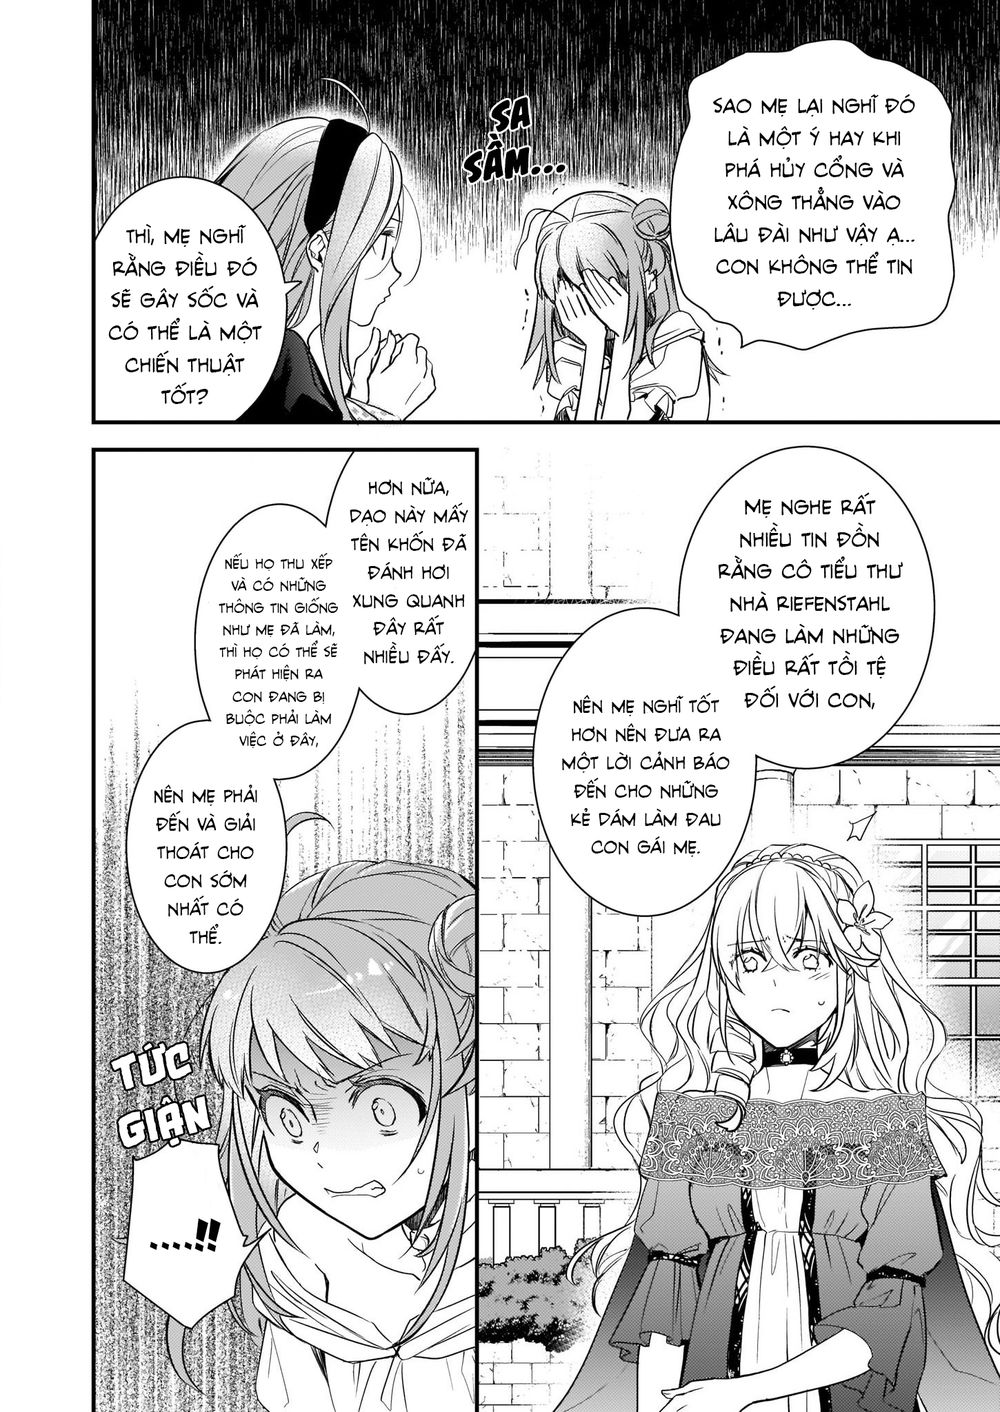 SAO MẸ LẠI NGHĨ ĐÓ
LÀ MỘT Ý HAY KHI
PHÁ HỦY CỔNG VÀ
XÔNG THẲNG VÀO
LÂU ĐÀI NHƯ VẬY Ạ...
CON KHÔNG THỂ TIN
ĐƯỢC...
SA
SẦM...
THÌ, MẸ NGHĨ
RẰNG ĐIỀU ĐÓ
SẼ GÂY SỐC VÀ
CÓ THỂ LÀ MỘT
CHIẾN THUẬT
TỐT?
MẸ NGHE RẤT
NHIỀU TIN ĐỒN
RẰNG CÔ TIỂU THƯ
NHÀ RIEFENSTAHL
ĐANG LÀM NHỮNG
ĐIỀU RẤT TỒI TỆ
ĐỐI VỚI CON,
NÊN MẸ NGHĨ TỐT
HƠN NÊN ĐƯA RA
MỘT LỜI CẢNH BÁO
ĐẾN CHO NHỮNG
KẺ DÁM LÀM ĐAU
CON GÁI MẸ.
HƠN NỮA,
DẠO NÀY MẤY
TÊN KHỐN ĐÃ
ĐÁNH HƠI
XUNG QUANH
ĐÂY RẤT
NHIỀU ĐẤY.
NẾU HỌ THU XẾP
VÀ CÓ NHỮNG
THÔNG TIN GIỐNG
NHƯ MẸ ĐÃ LÀM,
THÌ HỌ CÓ THỂ SẼ
PHÁT HIỆN RA
CON ĐANG BỊ
BUỘC PHẢI LÀM
VIỆC Ở ĐÂY,
NÊN MẸ PHẢI
ĐẾN VÀ GIẢI
THOÁT CHO
CON SỚM
NHẤT CÓ
THỂ.
TỨC
GIẬN
.....!!